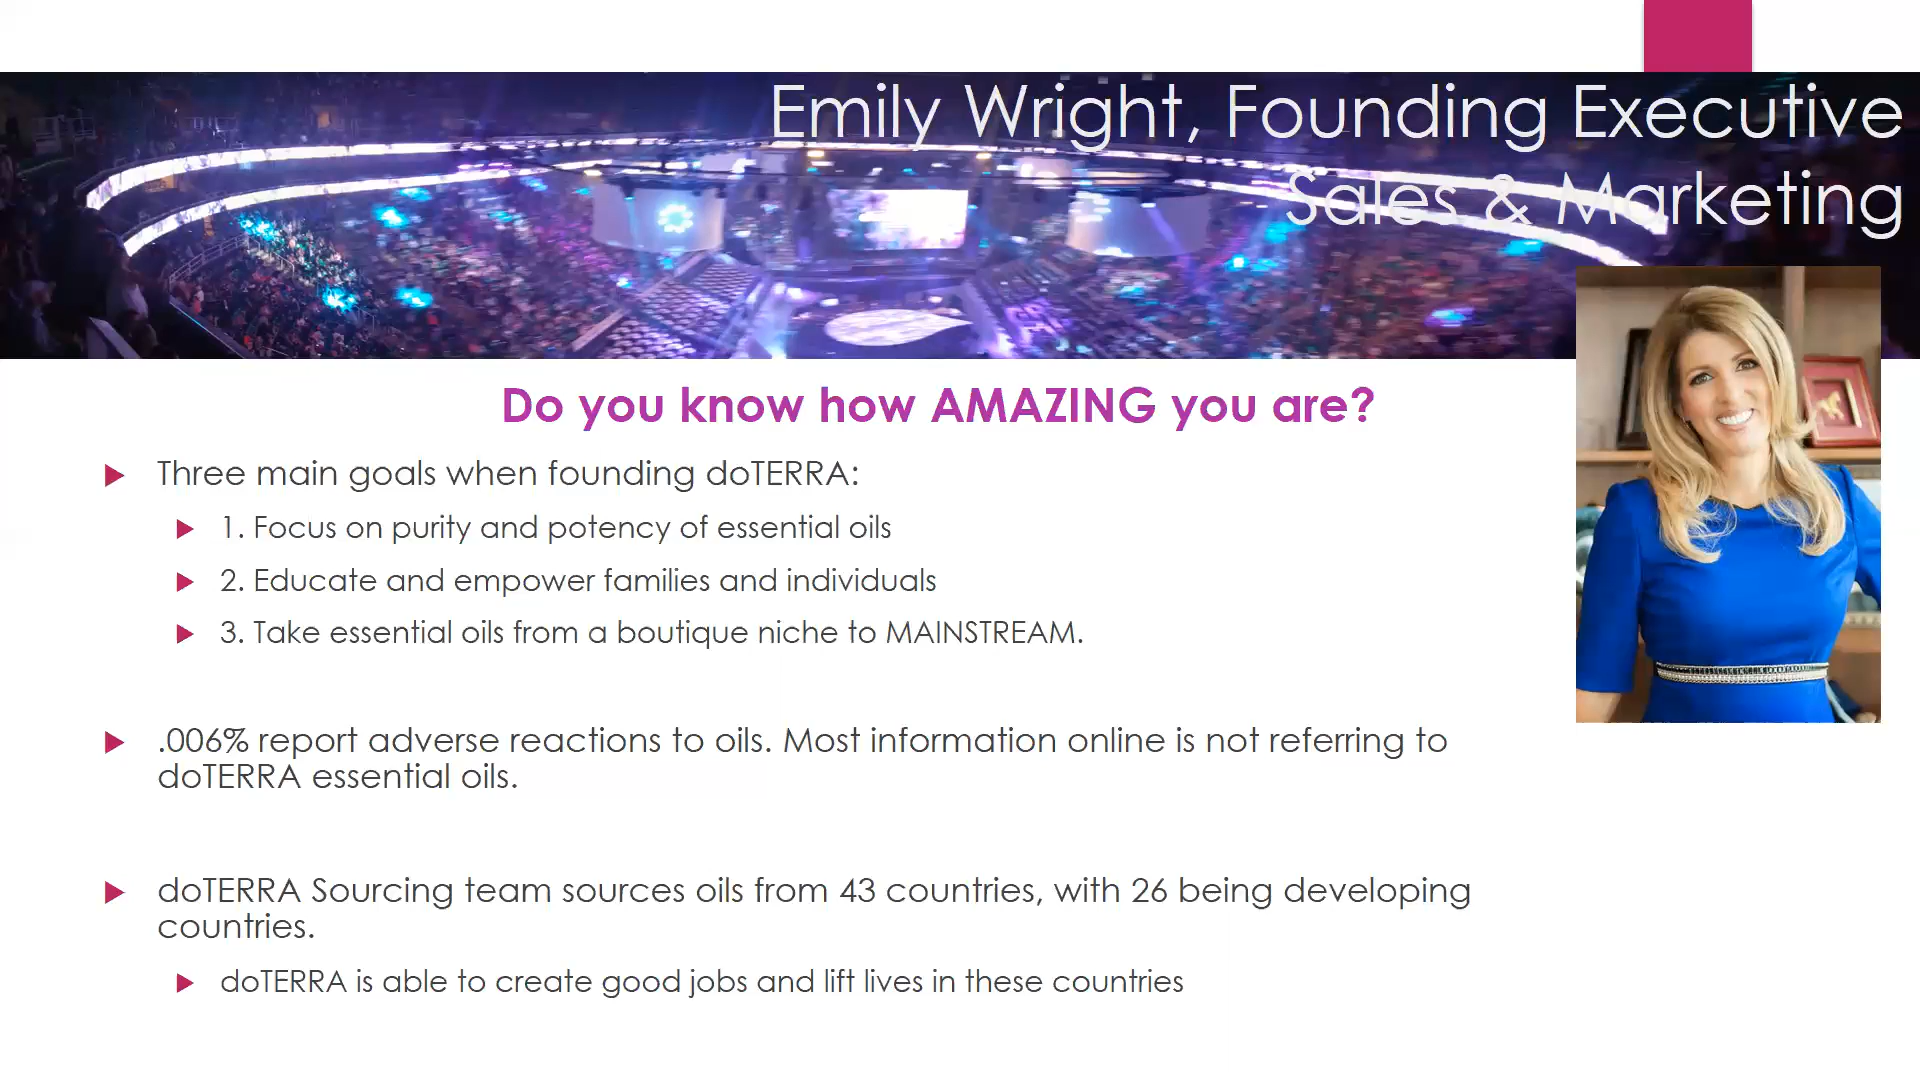 Emily Wright, Founding Executive
Sales & Marketing
Do you know how AMAZING you are?
Three main goals when founding doTERRA:
1. Focus on purity and potency of essential oils
2. Educate and empower families and individuals
3. Take essential oils from a boutique niche to MAINSTREAM.
.006% report adverse reactions to oils. Most information online is not referring to
doTERRA essential oils.
doTERRA Sourcing team sources oils from 43 countries, with 26 being developing
countries.
doTERRA is able to create good jobs and lift lives in these countries